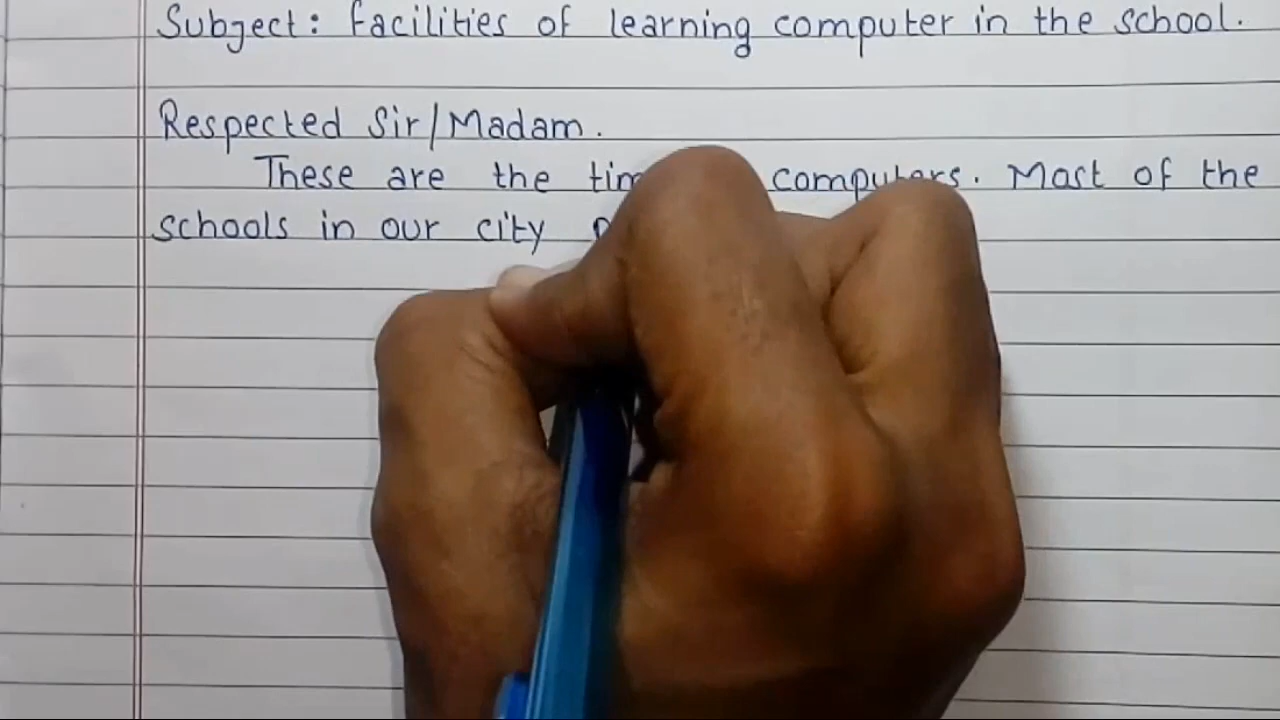 Subject: Facilities of learning computer in the school.
Respected Sir/Madam.
These are the computers. Most of the
schools in our city